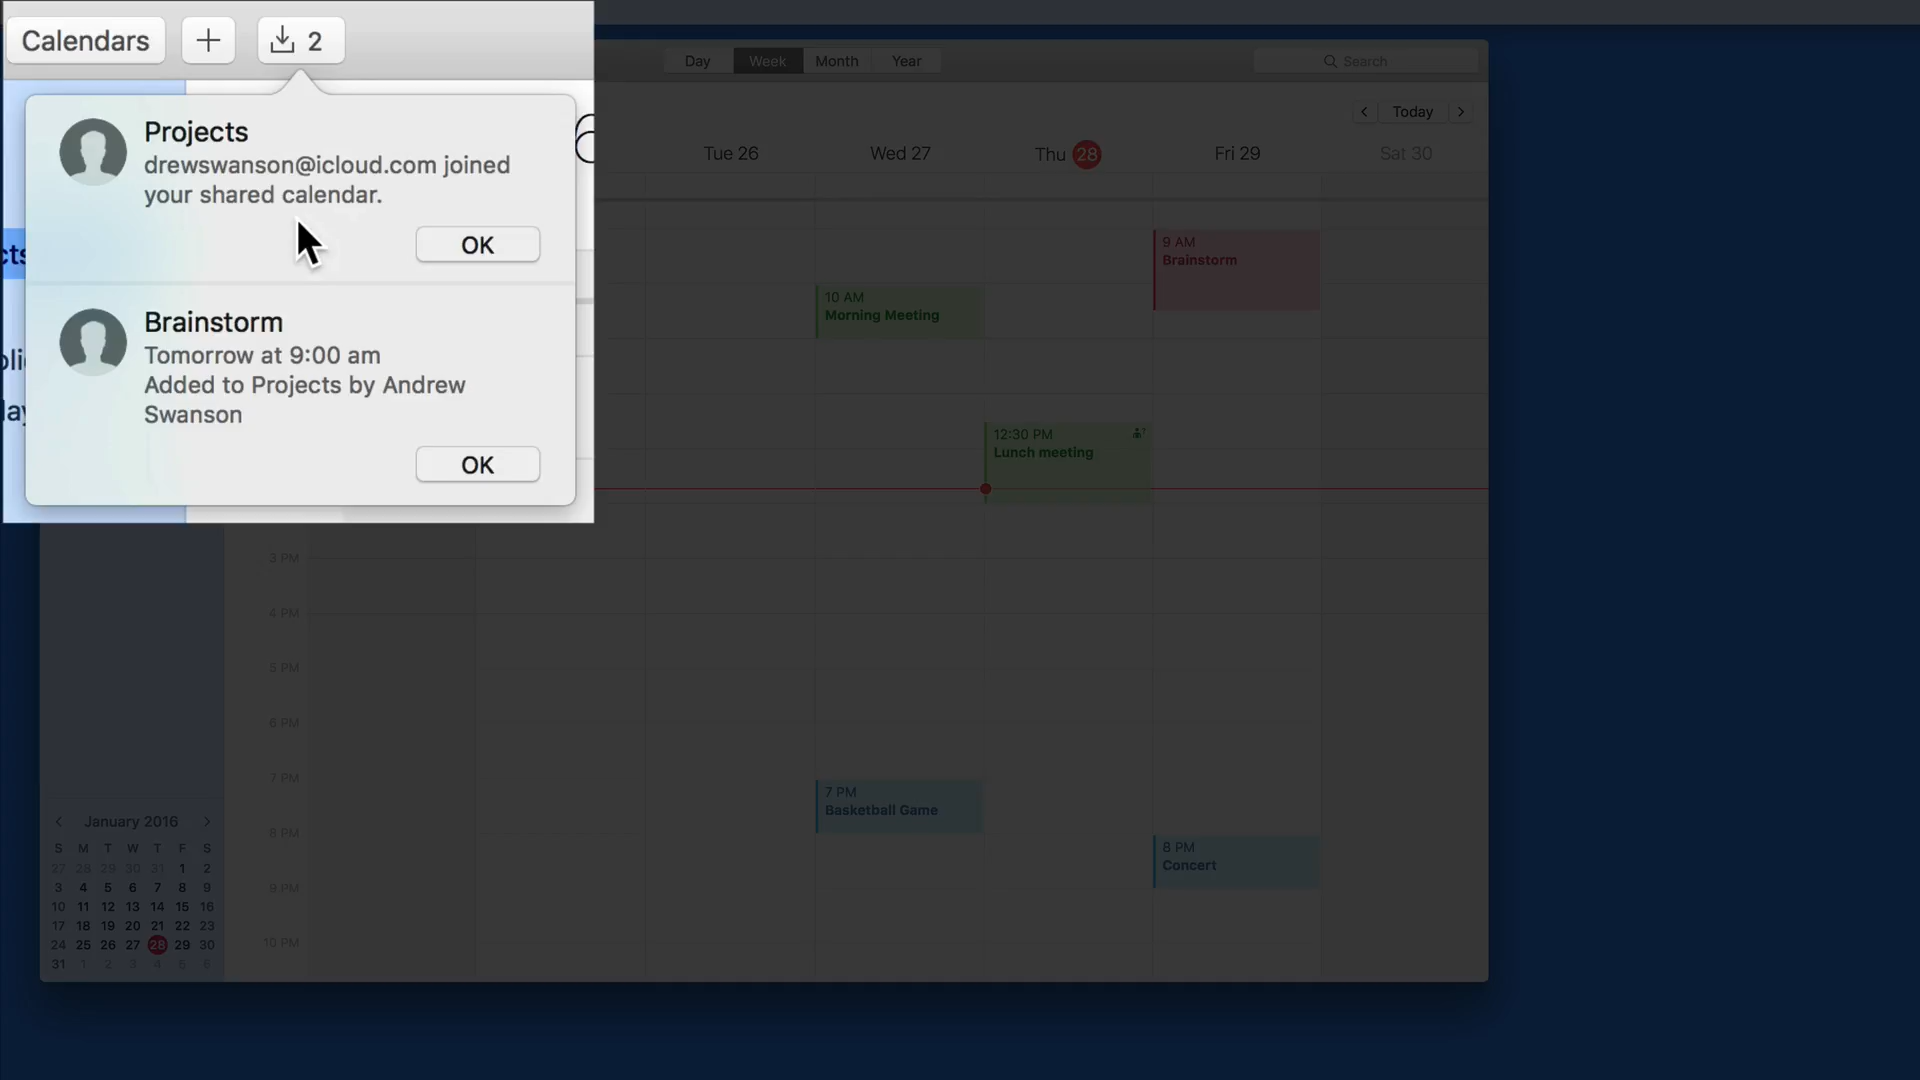 Calendars
2
Projects
drewswanson@icloud.com joined
your shared calendar.
OK
Brainstorm
Tomorrow at 9:00 am
Added to Projects by Andrew
Swanson
OK
Day Week Month Year
Search
Today
Tue 26 Wed 27 Thu 28 Fri 29 Sat 30
9 AM
Brainstorm
10 AM
Morning Meeting
12:30 PM
Lunch meeting
3 PM
4 PM
5 PM
6 PM
7 PM
7 PM
Basketball Game
8 PM
8 PM
Concert
9 PM
10 PM
January 2016
S M T W T F S
27 28 29 30 31 1 2
3 4 5 6 7 8 9
10 11 12 13 14 15 16
17 18 19 20 21 22 23
24 25 26 27 28 29 30
31 1 2 3 4 5 6